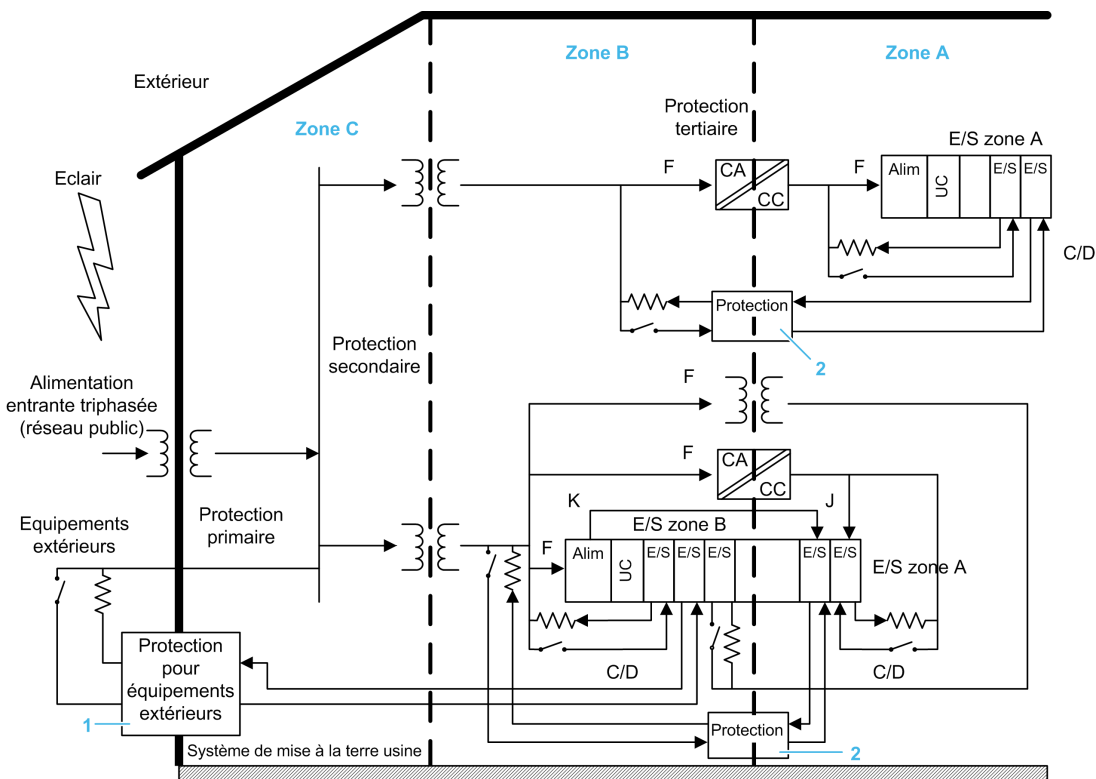 Zone B
Zone A
Extérieur
Protection
tertiaire
Zone C
E/S zone A
Eclair
F
CA
CC
F
Alim
UC
E/S
E/S
C/D
Protection
2
Protection
secondaire
F
Alimentation
entrante triphasée
(réseau public)
F
CA
CC
K
J
Equipements
extérieurs
Protection
primaire
E/S zone B
F
Alim
UC
E/S
E/S
E/S
E/S
E/S
E/S zone A
Protection
pour
équipements
extérieurs
C/D
C/D
1
Protection
2
Système de mise à la terre usine